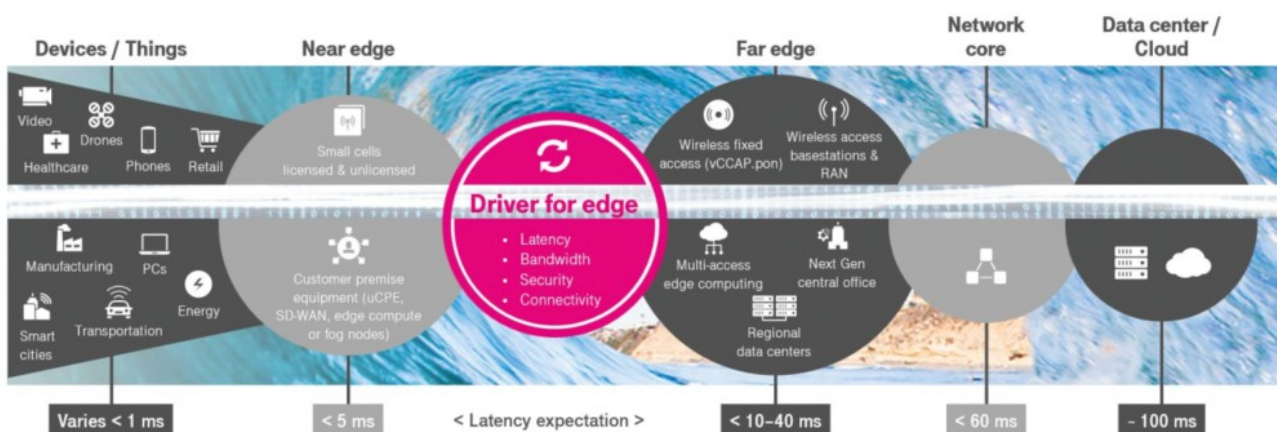 Devices / Things
Near edge
Far edge
Network
core
Data center /
Cloud
Video
Drones
Healthcare
Phones
Retail
Manufacturing
PCs
Energy
Smart
cities
Transportation
Small cells
licensed & unlicensed
Customer premise
equipment (uCPE,
SD-WAN, edge compute
or fog nodes)
Driver for edge
• Latency
• Bandwidth
• Security
• Connectivity
Wireless fixed
access (vCCAP.pon)
Wireless access
basestations &
RAN
Multi-access
edge computing
Next Gen
central office
Regional
data centers
Varies < 1 ms
< 5 ms
< Latency expectation >
< 10–40 ms
< 60 ms
~ 100 ms